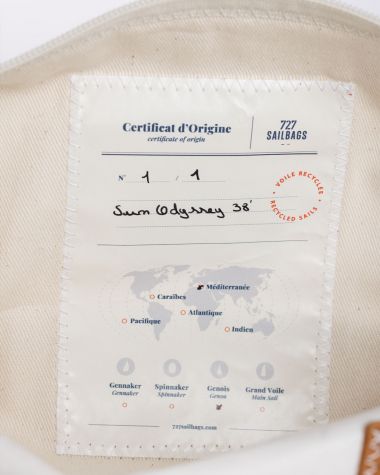 Certificat d'Origine
certificate of origin
727
SAILBAGS
N° 1 / 1
VOILE RECYCLÉE
RECYCLED SAILS
Sun Odyssey 38'
Méditerranée
Caraïbes
Atlantique
Pacifique
Indien
Gennaker Spinnaker Genois Grand Voile
Gennaker Spinnaker Genoa Main Sail
727sailbags.com